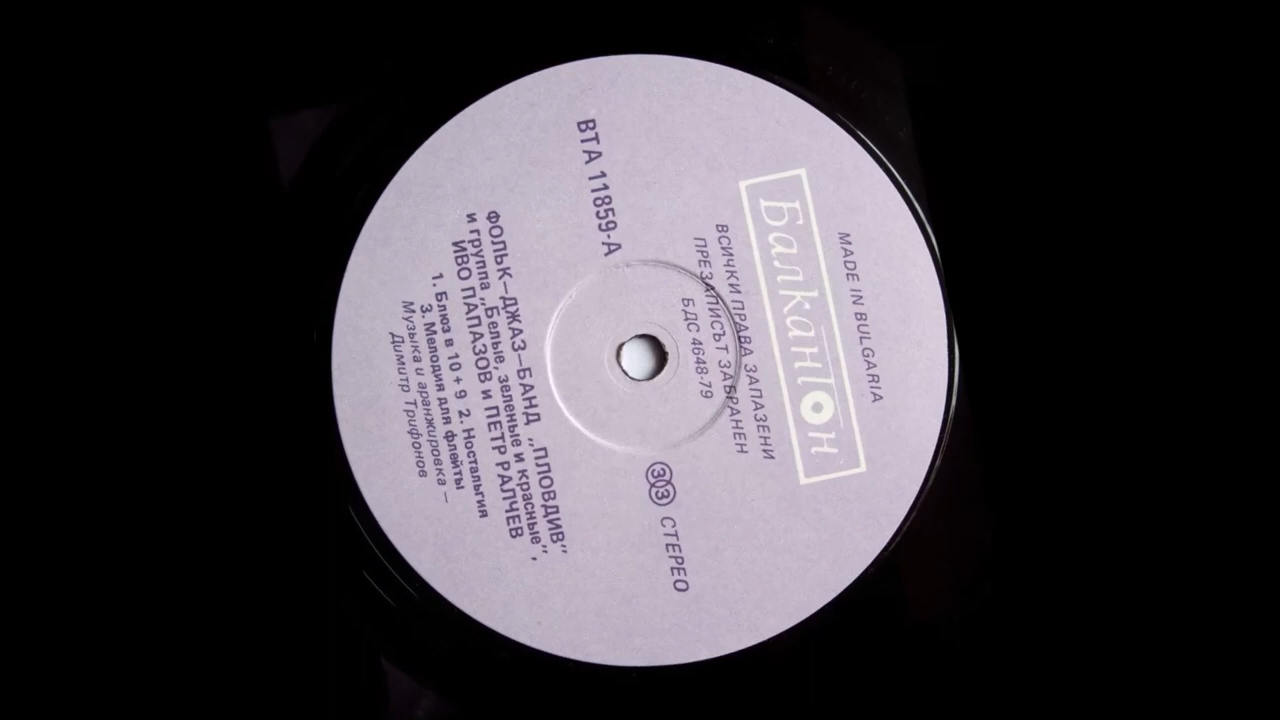 MADE IN BULGARIA
Балкантон
ВСИЧКИ ПРАВА ЗАПАЗЕНИ
ПРЕЗАПИСЪТ ЗАБРАНЕН
БДС 4648-79
ВТА 11859-А
33 СТЕРЕО
ФОЛЬК–ДЖАЗ–БАНД „ПЛОВДИВ”
и группа „Белые, зеленые и красные”,
ИВО ПАПАЗОВ и ПЕТР РАЛЧЕВ
1. Блюз в 10 + 9 2. Ностальгия
3. Мелодия для флейты
Музыка и аранжировка –
Димитр Трифонов